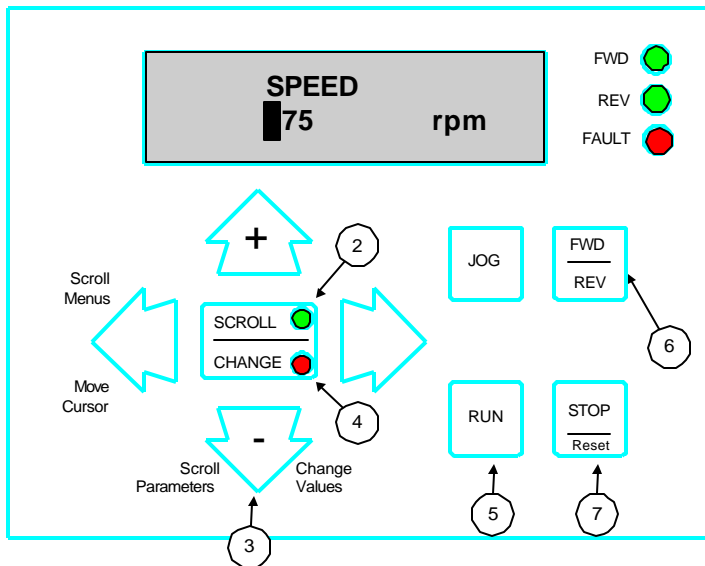 SPEED
75 rpm
FWD
REV
FAULT
+
2
JOG
FWD
REV
Scroll
Menus
SCROLL
CHANGE
6
Move
Cursor
4
-
RUN
STOP
Reset
Scroll
Parameters
Change
Values
3
5
7